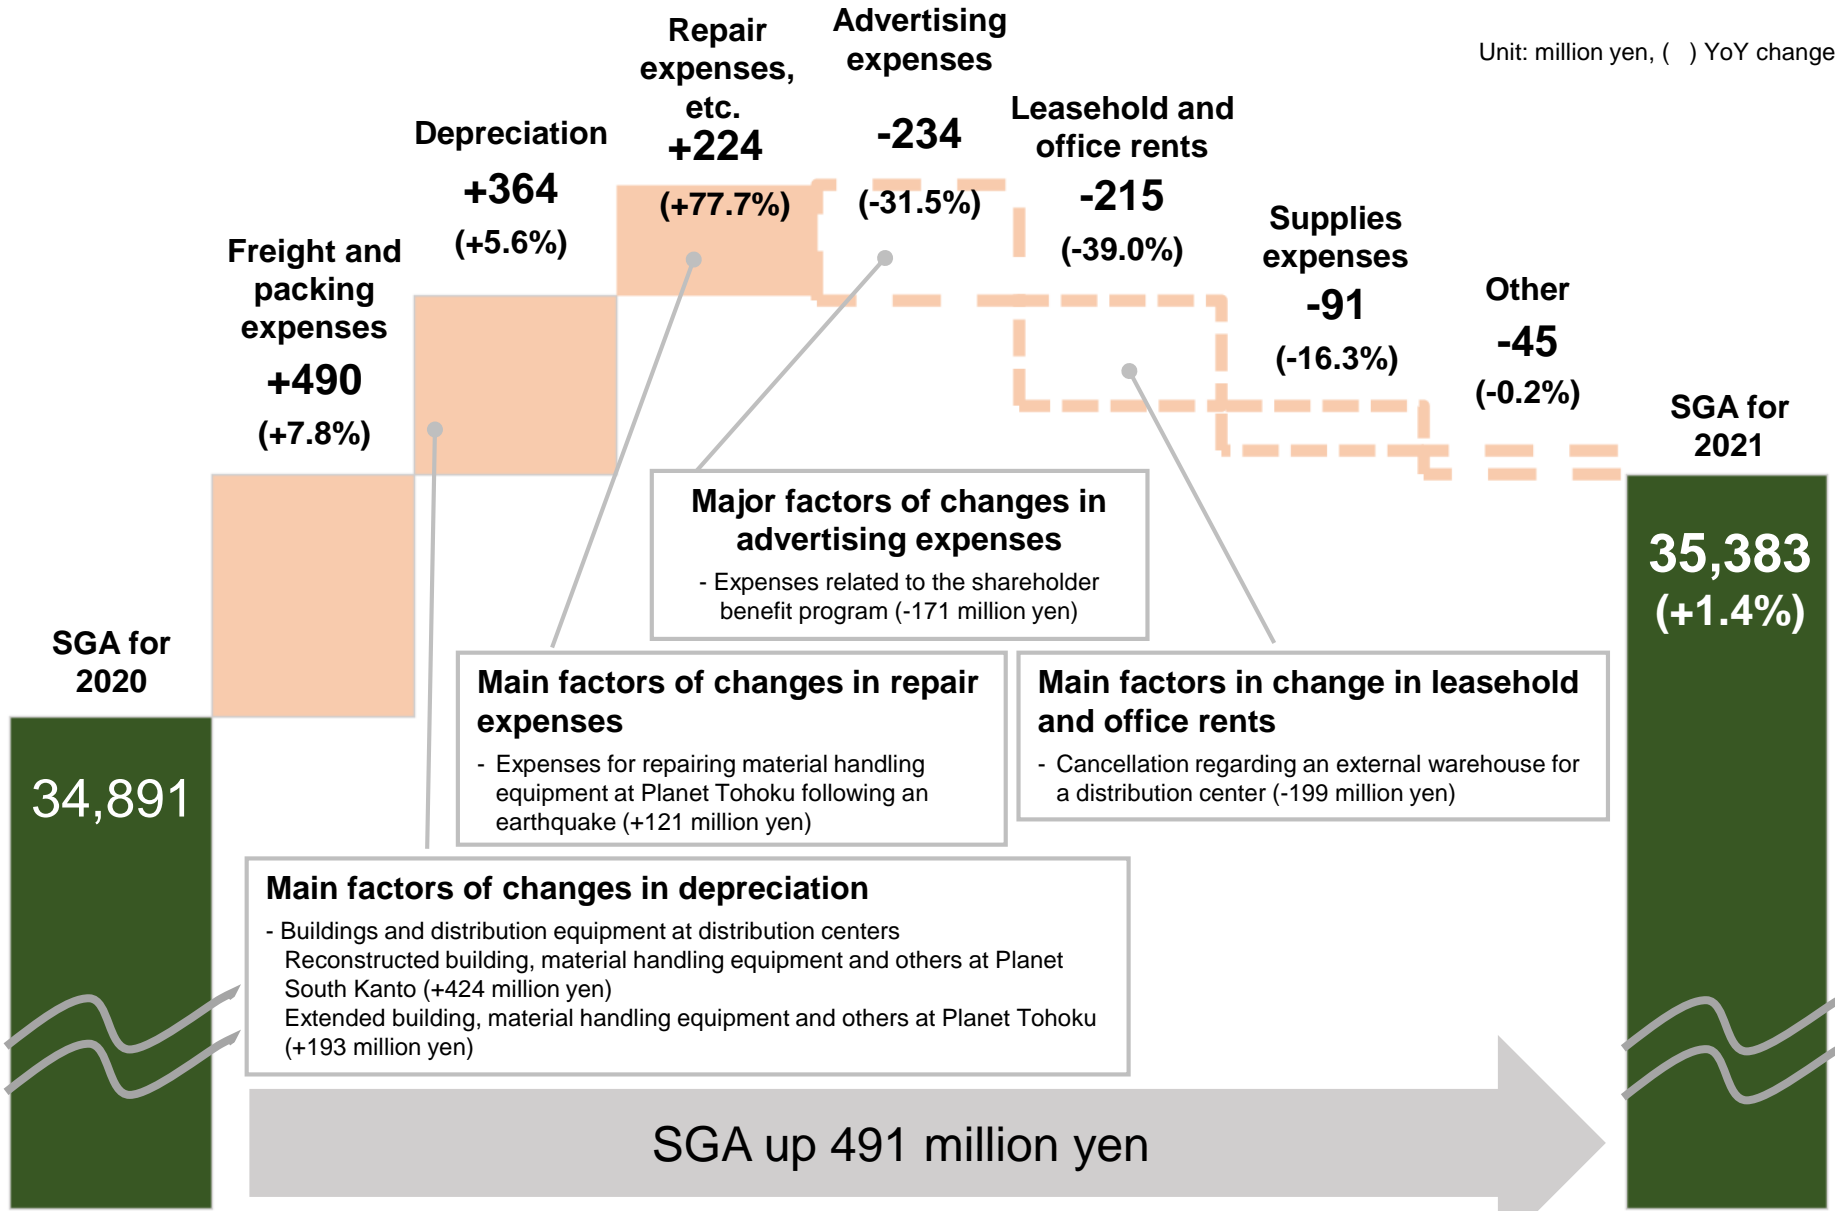 Unit: million yen, (   ) YoY change
SGA for
2020
34,891
Freight and
packing
expenses
+490
(+7.8%)
Depreciation
+364
(+5.6%)
Repair
expenses,
etc.
+224
(+77.7%)
Advertising
expenses
-234
(-31.5%)
Leasehold and
office rents
-215
(-39.0%)
Supplies
expenses
-91
(-16.3%)
Other
-45
(-0.2%)
SGA for
2021
35,383
(+1.4%)
Major factors of changes in
advertising expenses
- Expenses related to the shareholder
benefit program (-171 million yen)
Main factors of changes in repair
expenses
- Expenses for repairing material handling
equipment at Planet Tohoku following an
earthquake (+121 million yen)
Main factors in change in leasehold
and office rents
- Cancellation regarding an external warehouse for
a distribution center (-199 million yen)
Main factors of changes in depreciation
- Buildings and distribution equipment at distribution centers
Reconstructed building, material handling equipment and others at Planet
South Kanto (+424 million yen)
Extended building, material handling equipment and others at Planet Tohoku
(+193 million yen)
SGA up 491 million yen